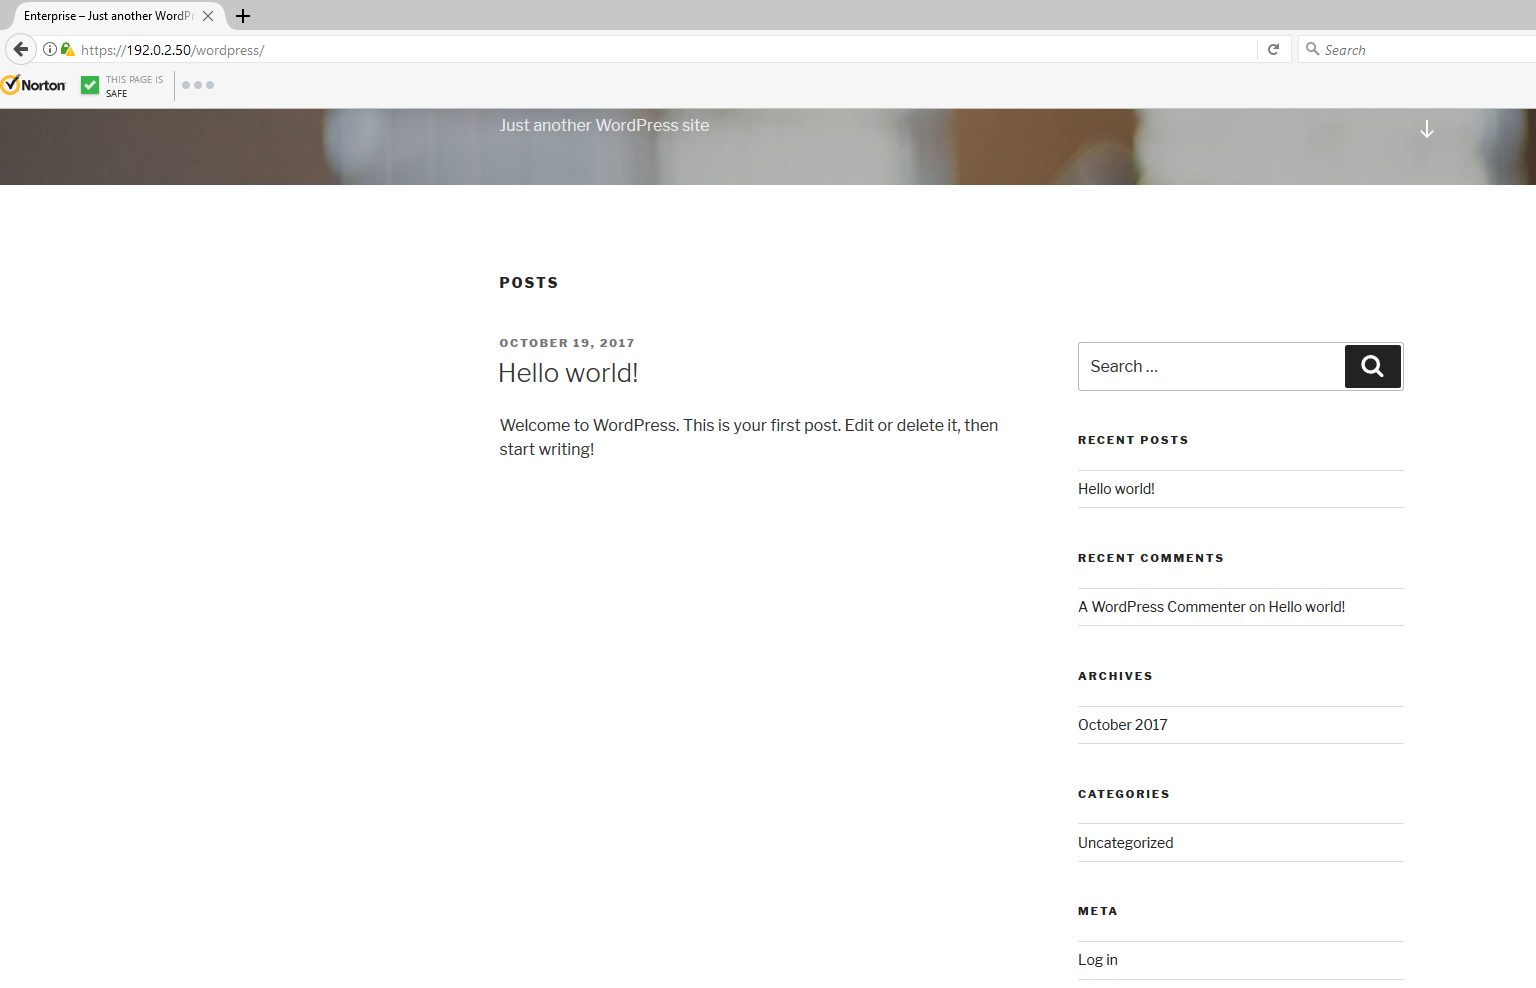 Enterprise – Just another WordPr
https://192.0.2.50/wordpress/
Search
Norton
THIS PAGE IS
SAFE
Just another WordPress site
POSTS
OCTOBER 19, 2017
Hello world!
Welcome to WordPress. This is your first post. Edit or delete it, then
start writing!
Search …
RECENT POSTS
Hello world!
RECENT COMMENTS
A WordPress Commenter on Hello world!
ARCHIVES
October 2017
CATEGORIES
Uncategorized
META
Log in